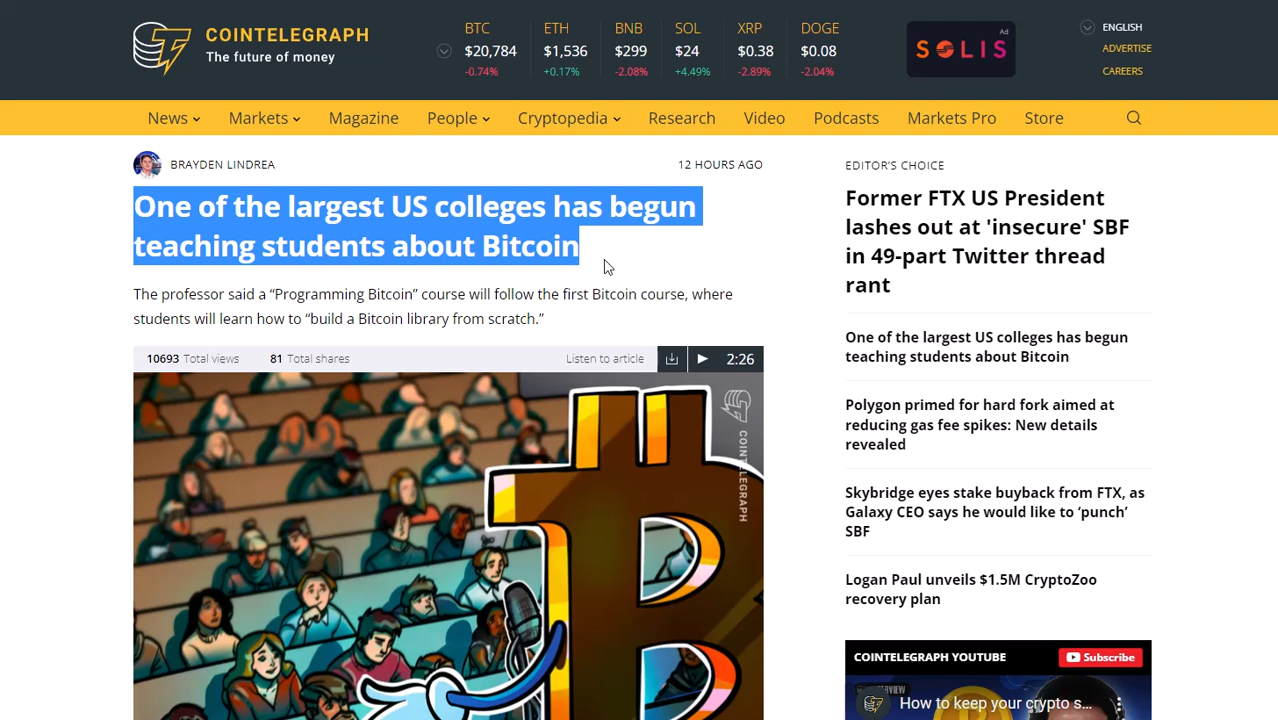 COINTELEGRAPH
The future of money
BTC ETH BNB SOL XRP DOGE
$20,784 $1,536 $299 $24 $0.38 $0.08
-0.74% +0.17% -2.08% +4.49% -2.89% -2.04%
Ad
SOLIS
ENGLISH
ADVERTISE
CAREERS
News Markets Magazine People Cryptopedia Research Video Podcasts Markets Pro Store
BRAYDEN LINDREA 12 HOURS AGO
One of the largest US colleges has begun
teaching students about Bitcoin
The professor said a “Programming Bitcoin” course will follow the first Bitcoin course, where
students will learn how to “build a Bitcoin library from scratch.”
10693 Total views 81 Total shares Listen to article 2:26
COINTELEGRAPH
EDITOR’S CHOICE
Former FTX US President
lashes out at 'insecure' SBF
in 49-part Twitter thread
rant
One of the largest US colleges has begun
teaching students about Bitcoin
Polygon primed for hard fork aimed at
reducing gas fee spikes: New details
revealed
Skybridge eyes stake buyback from FTX, as
Galaxy CEO says he would like to ‘punch’
SBF
Logan Paul unveils $1.5M CryptoZoo
recovery plan
COINTELEGRAPH YOUTUBE Subscribe
How to keep your crypto s...